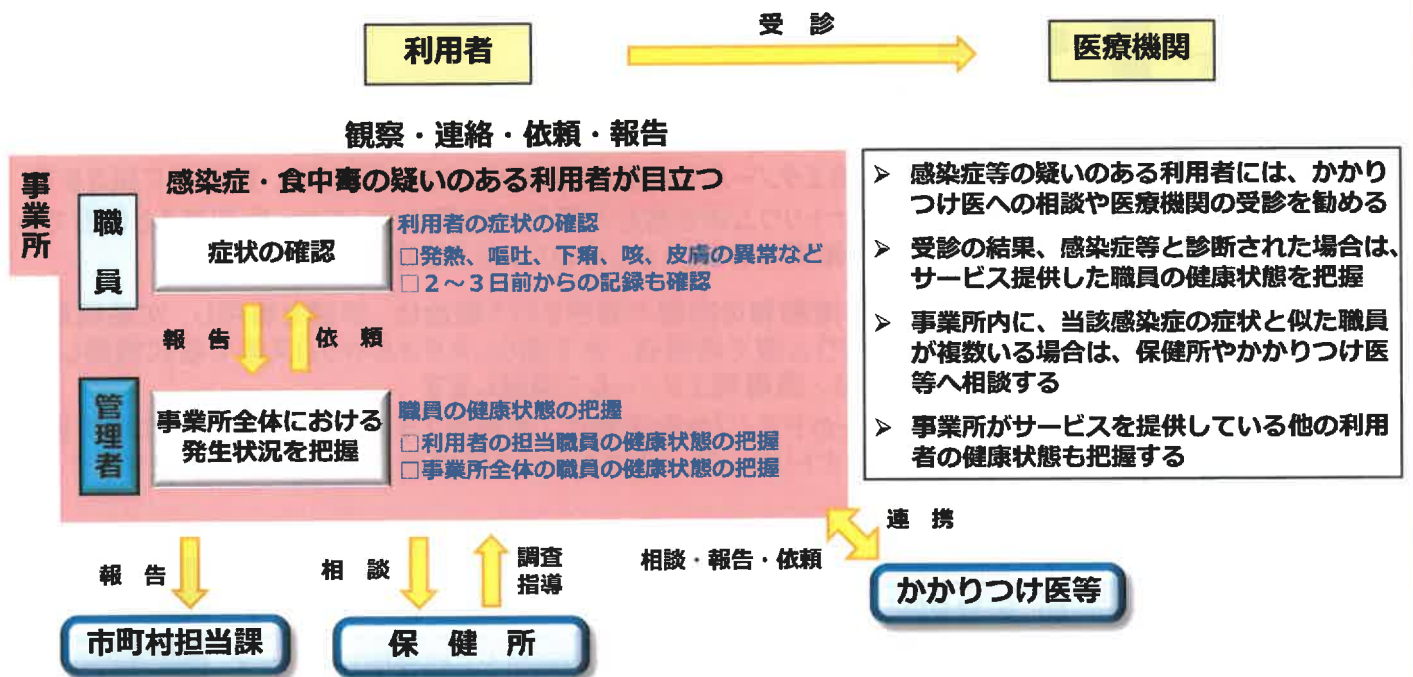 受 診
利用者
医療機関
観察・連絡・依頼・報告
事業所
感染症・食中毒の疑いのある利用者が目立つ
職員
症状の確認
利用者の症状の確認
□発熱、嘔吐、下痢、咳、皮膚の異常など
□２～３日前からの記録も確認
報 告
依 頼
管理者
事業所全体における
発生状況を把握
職員の健康状態の把握
□利用者の担当職員の健康状態の把握
□事業所全体の職員の健康状態の把握
➢ 感染症等の疑いのある利用者には、かかり
つけ医への相談や医療機関の受診を勧める
➢ 受診の結果、感染症等と診断された場合は、
サービス提供した職員の健康状態を把握
➢ 事業所内に、当該感染症の症状と似た職員
が複数いる場合は、保健所やかかりつけ医
等へ相談する
➢ 事業所がサービスを提供している他の利用
者の健康状態も把握する
報 告
相 談
調査
指導
相談・報告・依頼
連 携
市町村担当課
保 健 所
かかりつけ医等